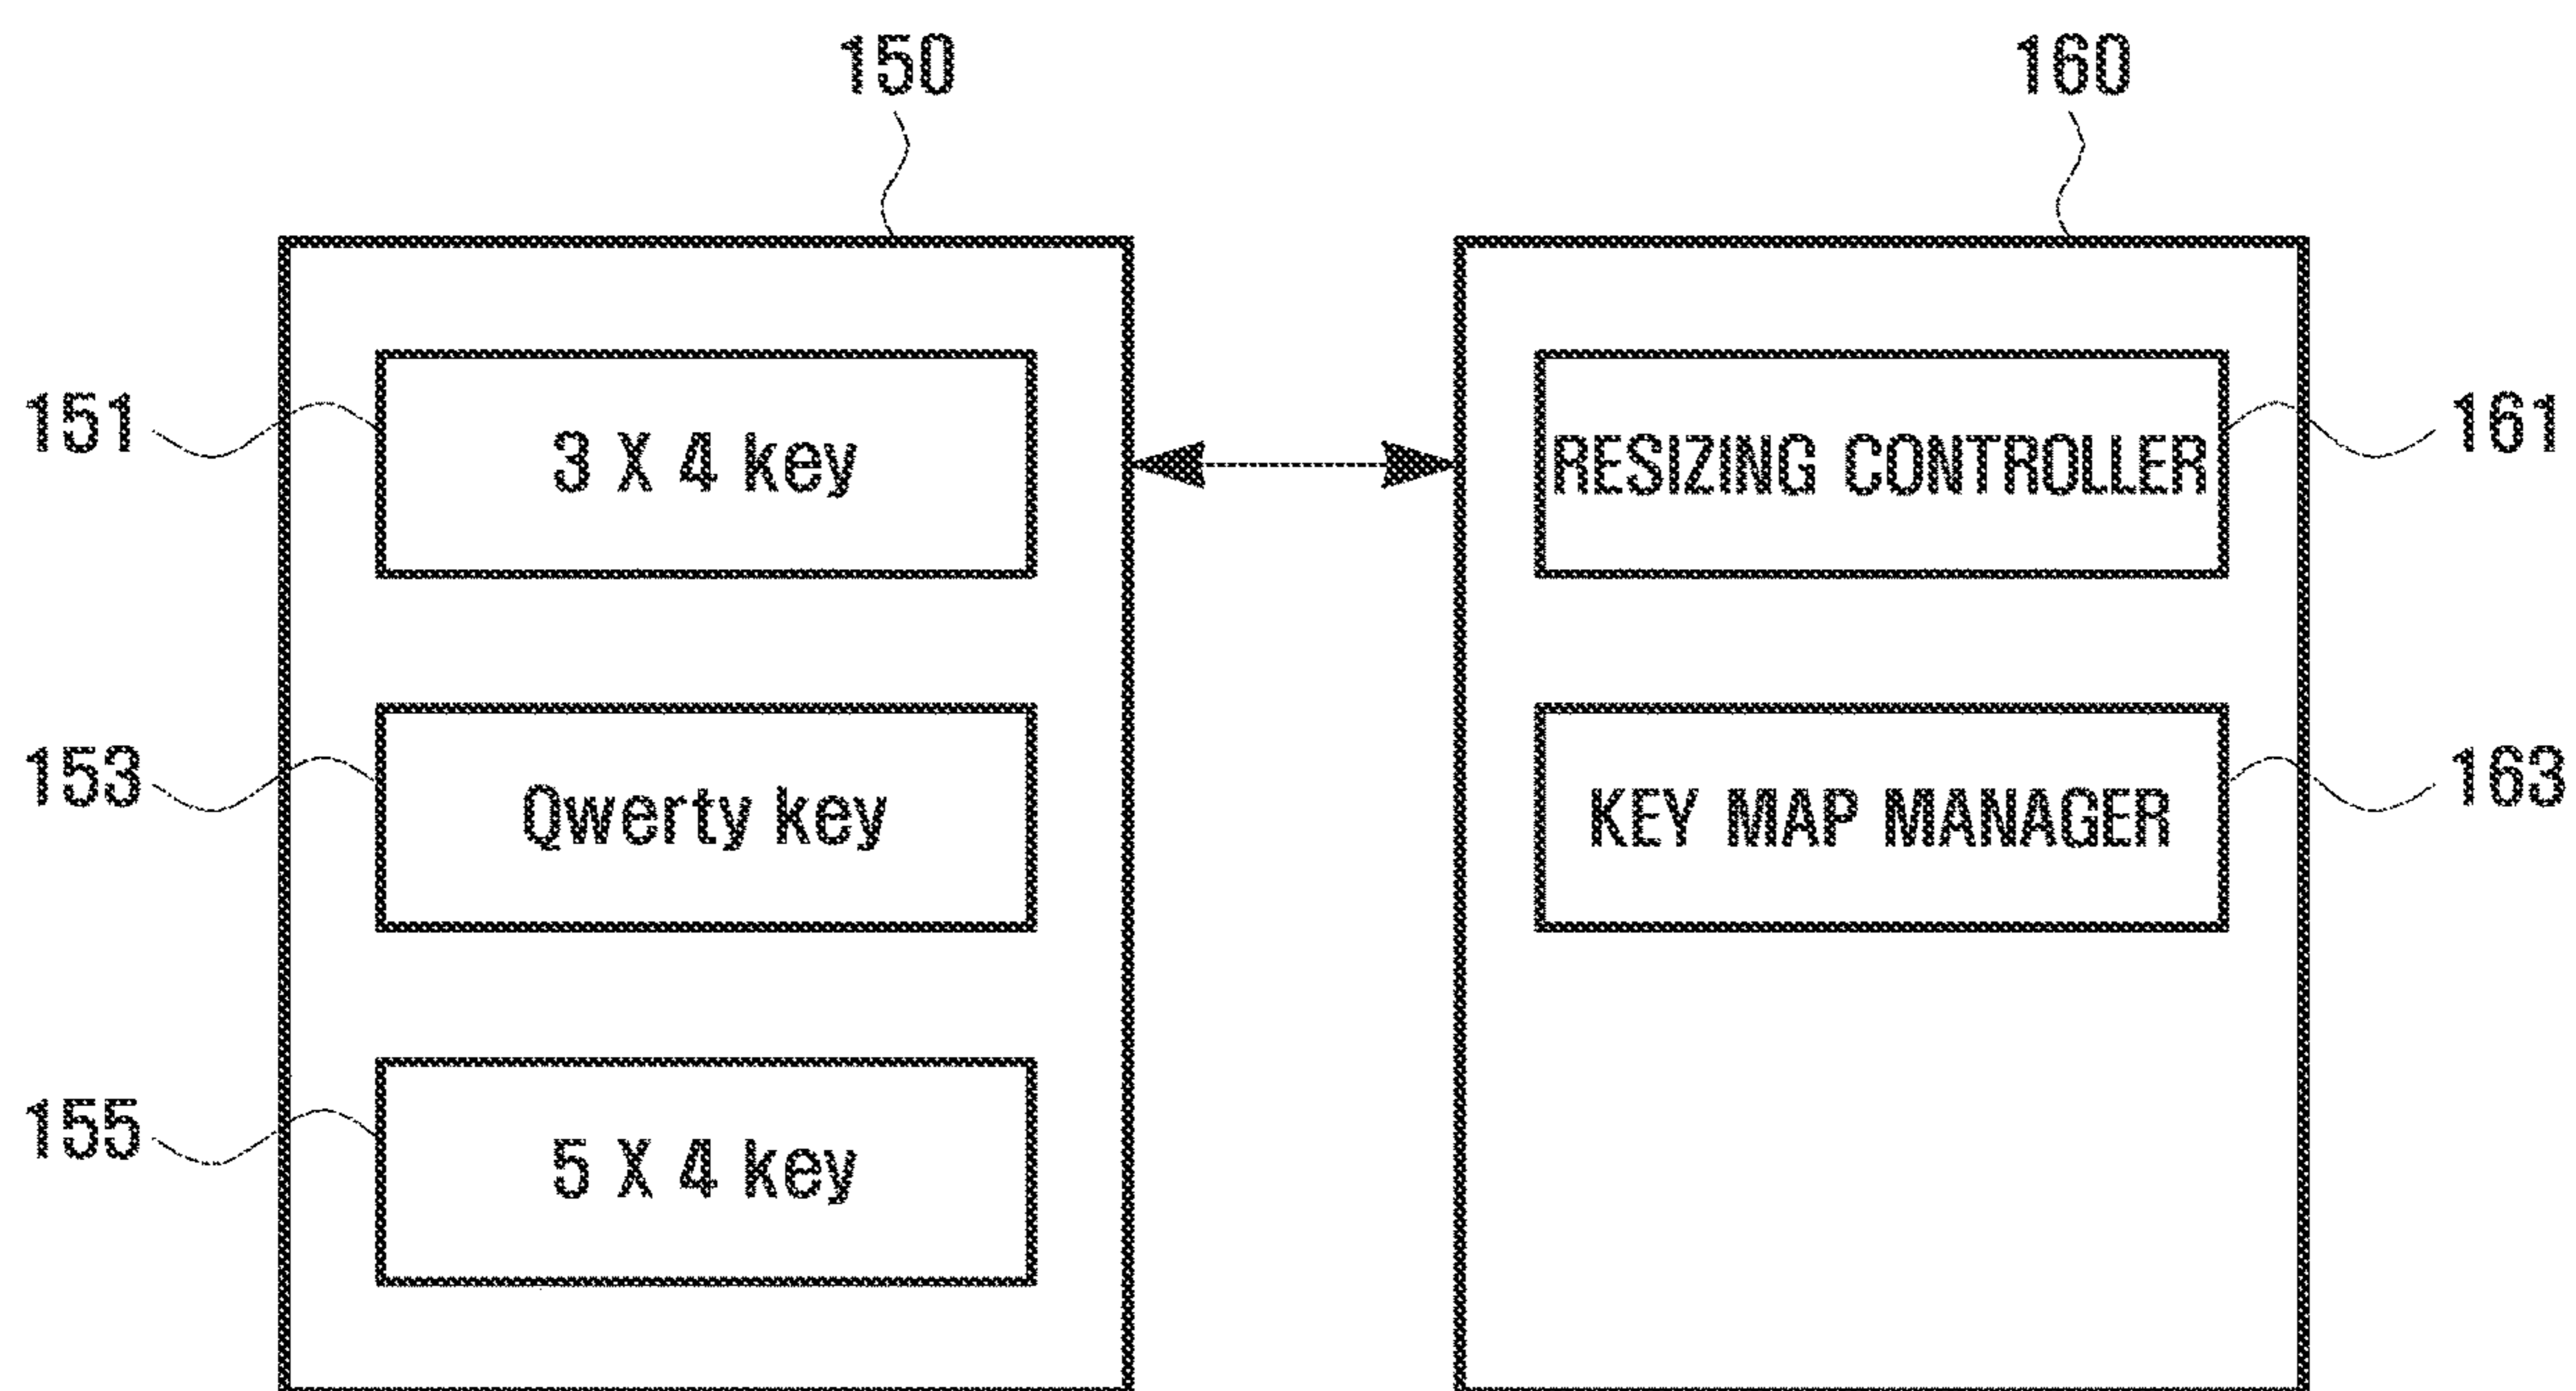 150
160
151
3 X 4 key
RESIZING CONTROLLER
161
153
Qwerty key
KEY MAP MANAGER
163
155
5 X 4 key